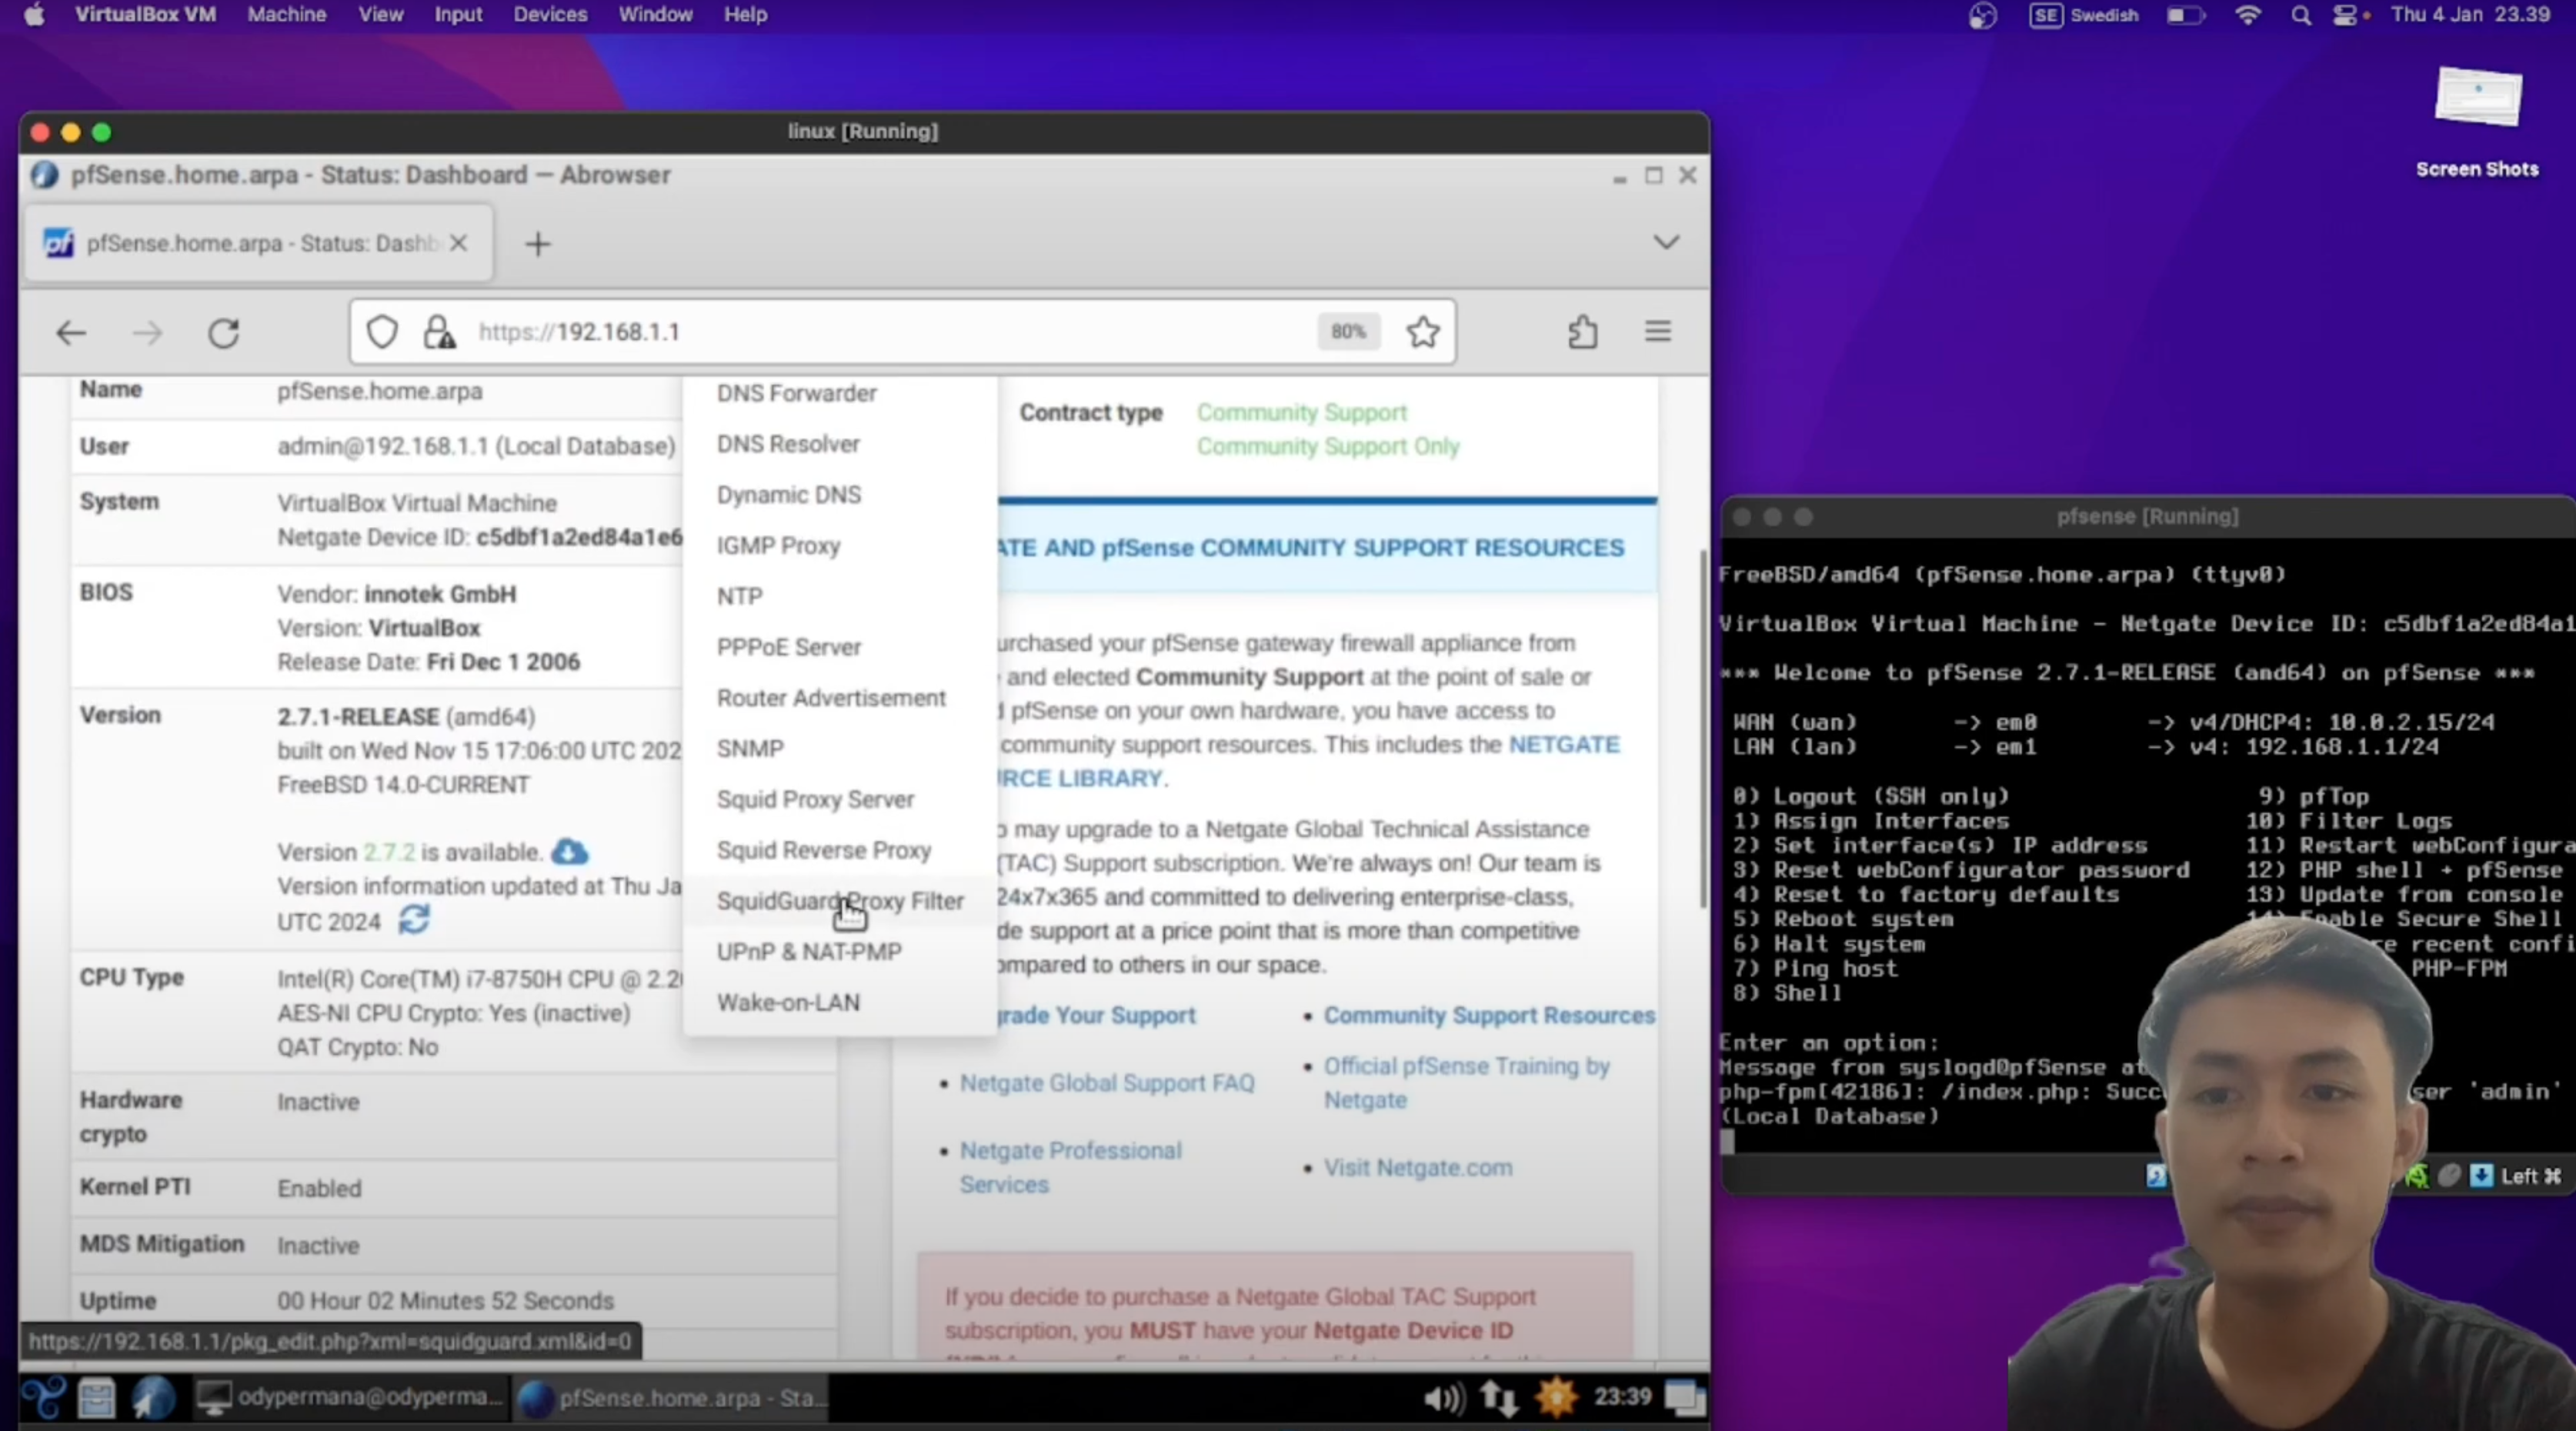 VirtualBox VM Machine View Input Devices Window Help
SE Swedish Thu 4 Jan 23.39
Screen Shots
linux [Running]
pfSense.home.arpa - Status: Dashboard — Abrowser
pfSense.home.arpa - Status: Dashb
https://192.168.1.1 80%
Name pfSense.home.arpa
User admin@192.168.1.1 (Local Database)
System VirtualBox Virtual Machine
Netgate Device ID: c5dbf1a2ed84a1e6
BIOS Vendor: innotek GmbH
Version: VirtualBox
Release Date: Fri Dec 1 2006
Version 2.7.1-RELEASE (amd64)
built on Wed Nov 15 17:06:00 UTC 202
FreeBSD 14.0-CURRENT
Version 2.7.2 is available.
Version information updated at Thu Ja
UTC 2024
CPU Type Intel(R) Core(TM) i7-8750H CPU @ 2.2
AES-NI CPU Crypto: Yes (inactive)
QAT Crypto: No
Hardware Inactive
crypto
Kernel PTI Enabled
MDS Mitigation Inactive
Uptime 00 Hour 02 Minutes 52 Seconds
https://192.168.1.1/pkg_edit.php?xml=squidguard.xml&id=0
DNS Forwarder
DNS Resolver
Dynamic DNS
IGMP Proxy
NTP
PPPoE Server
Router Advertisement
SNMP
Squid Proxy Server
Squid Reverse Proxy
SquidGuard Proxy Filter
UPnP & NAT-PMP
Wake-on-LAN
Contract type Community Support
Community Support Only
ATE AND pfSense COMMUNITY SUPPORT RESOURCES
urchased your pfSense gateway firewall appliance from
and elected Community Support at the point of sale or
pfSense on your own hardware, you have access to
community support resources. This includes the NETGATE
RCE LIBRARY.
o may upgrade to a Netgate Global Technical Assistance
(TAC) Support subscription. We're always on! Our team is
24x7x365 and committed to delivering enterprise-class,
de support at a price point that is more than competitive
ompared to others in our space.
grade Your Support
• Netgate Global Support FAQ
• Netgate Professional
Services
• Community Support Resources
• Official pfSense Training by
Netgate
• Visit Netgate.com
If you decide to purchase a Netgate Global TAC Support
subscription, you MUST have your Netgate Device ID
odypermana@odyperma...
pfSense.home.arpa - Sta...
23:39
pfsense [Running]
FreeBSD/amd64 (pfSense.home.arpa) (ttyv0)
VirtualBox Virtual Machine - Netgate Device ID: c5dbf1a2ed84a1
*** Welcome to pfSense 2.7.1-RELEASE (amd64) on pfSense ***
WAN (wan) -> em0 -> v4/DHCP4: 10.0.2.15/24
LAN (lan) -> em1 -> v4: 192.168.1.1/24
0) Logout (SSH only) 9) pfTop
1) Assign Interfaces 10) Filter Logs
2) Set interface(s) IP address 11) Restart webConfigura
3) Reset webConfigurator password 12) PHP shell + pfSense
4) Reset to factory defaults 13) Update from console
5) Reboot system 14) Enable Secure Shell
6) Halt system re recent confi
7) Ping host PHP-FPM
8) Shell
Enter an option:
Message from syslogd@pfSense at
php-fpm[42186]: /index.php: Succ ser 'admin'
(Local Database)
Left ⌘